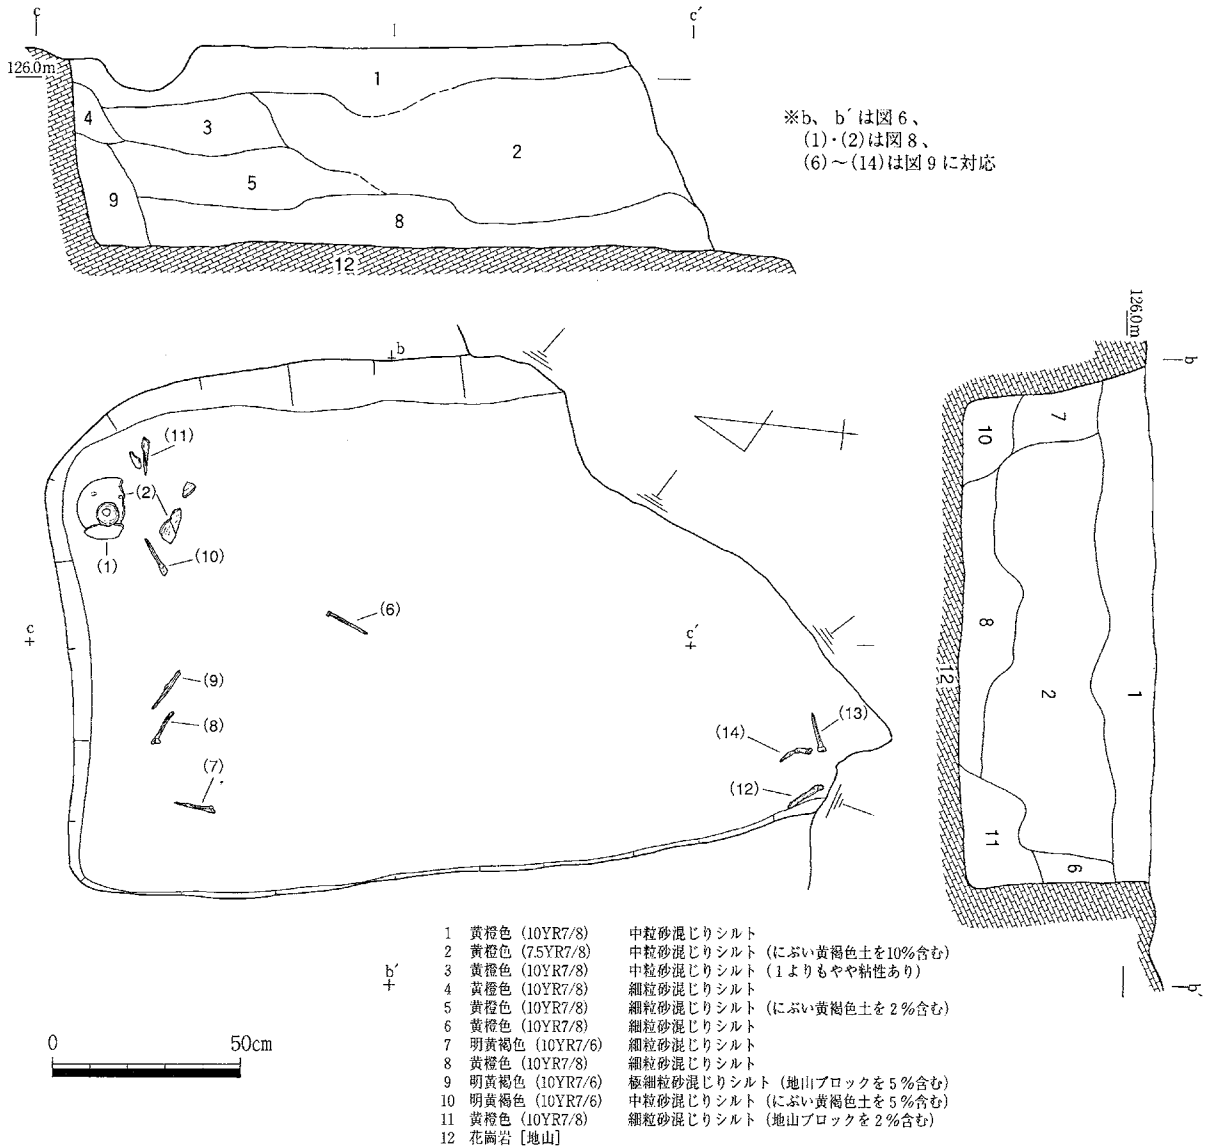 c
c′
126.0m
1
4
3
2
5
9
8
12
※b、b′は図6、
(1)・(2)は図8、
(6)～(14)は図9に対応
126.0m
b
7
10
8
2
1
12
11
6
b′
b
(11)
(2)
(1)
(10)
(6)
c
c′
(9)
(8)
(7)
(13)
(14)
(12)
b′
0 50cm
1 黄橙色 (10YR7/8) 中粒砂混じりシルト
2 黄橙色 (7.5YR7/8) 中粒砂混じりシルト (にぶい黄褐色土を10%含む)
3 黄橙色 (10YR7/8) 中粒砂混じりシルト (1よりもやや粘性あり)
4 黄橙色 (10YR7/8) 細粒砂混じりシルト
5 黄橙色 (10YR7/8) 細粒砂混じりシルト (にぶい黄褐色土を2%含む)
6 黄橙色 (10YR7/8) 細粒砂混じりシルト
7 明黄褐色 (10YR7/6) 細粒砂混じりシルト
8 黄橙色 (10YR7/8) 細粒砂混じりシルト
9 明黄褐色 (10YR7/6) 極細粒砂混じりシルト (地山ブロックを5%含む)
10 明黄褐色 (10YR7/6) 中粒砂混じりシルト (にぶい黄褐色土を5%含む)
11 黄橙色 (10YR7/8) 細粒砂混じりシルト (地山ブロックを2%含む)
12 花崗岩 [地山]